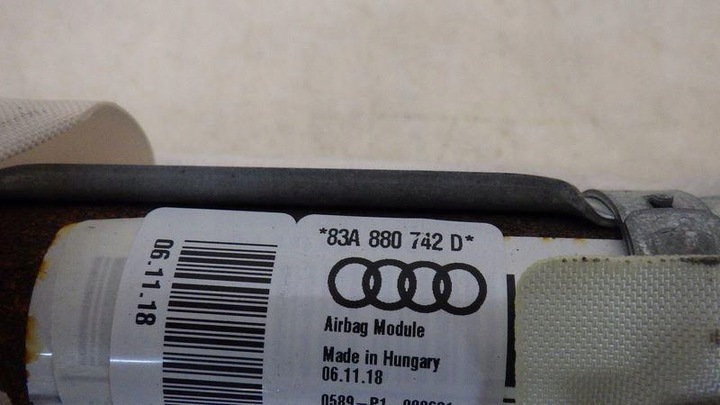 06.11.18
*83A 880 742 D*
Airbag Module
Made in Hungary
06.11.18